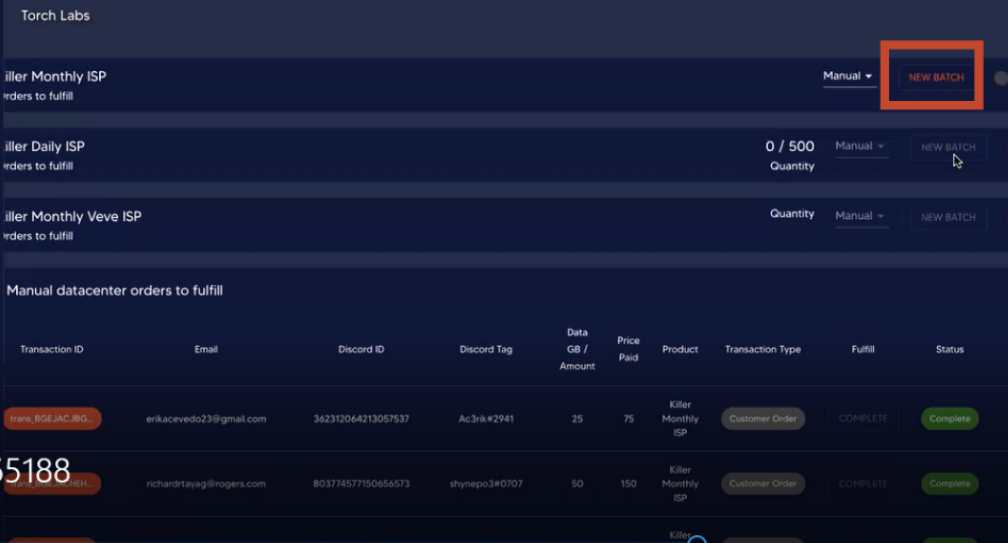 Torch Labs
iller Monthly ISP
rders to fulfill
Manual
NEW BATCH
iller Daily ISP
rders to fulfill
0 / 500
Quantity
Manual
NEW BATCH
iller Monthly Veve ISP
rders to fulfill
Quantity
Manual
NEW BATCH
Manual datacenter orders to fulfill
Transaction ID Email Discord ID Discord Tag Data GB / Amount Price Paid Product Transaction Type Fulfill Status
trans_BGEJACJBG... erikacevedo23@gmail.com 362312064213057537 Ac3rik#2941 25 75 Killer Monthly ISP Customer Order COMPLETE Complete
55188
richardrtayag@rogers.com 803774577150656573 shynepo3#0707 50 150 Killer Monthly ISP Customer Order COMPLETE Complete
Killer